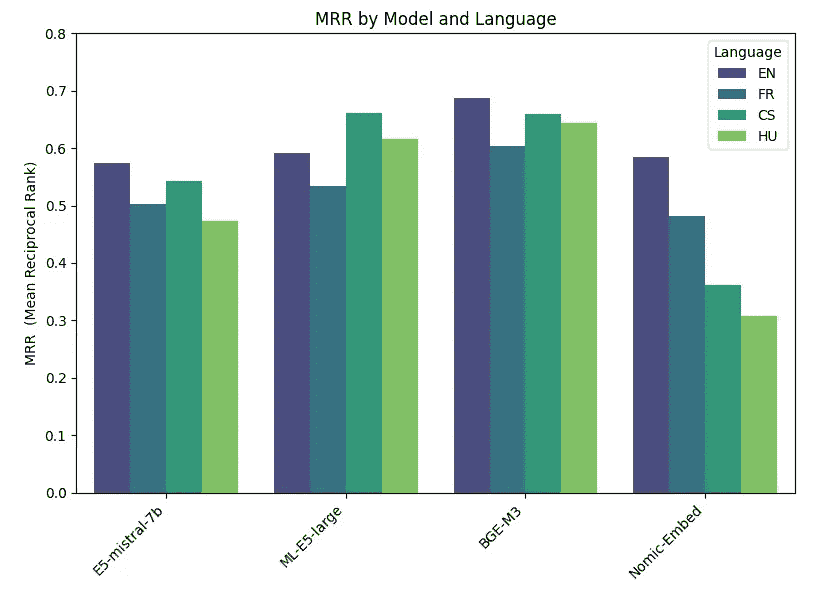 MRR by Model and Language
MRR (Mean Reciprocal Rank)
0.8
0.7
0.6
0.5
0.4
0.3
0.2
0.1
0.0
Language
EN
FR
CS
HU
E5-mistral-7b
ML-E5-large
BGE-M3
Nomic-Embed